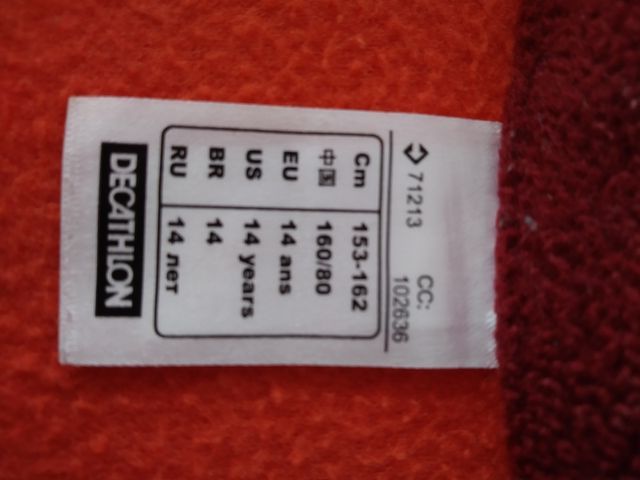 71213 CC: 102636
Cm 153-162
中国 160/80
EU 14 ans
US 14 years
BR 14
RU 14 лет
DECATHLON